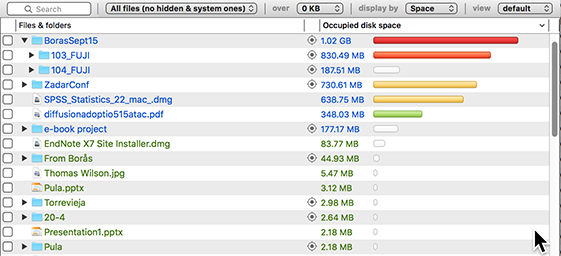 Search All files (no hidden & system ones) over 0 KB display by Space view default
Files & folders Occupied disk space
BorasSept15 1.02 GB
103_FUJI 830.49 MB
104_FUJI 187.51 MB
ZadarConf 730.61 MB
SPSS_Statistics_22_mac_.dmg 638.75 MB
diffusionadoptio515atac.pdf 348.03 MB
e-book project 177.17 MB
EndNote X7 Site Installer.dmg 83.77 MB
From Borås 44.93 MB
Thomas Wilson.jpg 5.47 MB
Pula.pptx 3.12 MB
Torrevieja 2.98 MB
20-4 2.64 MB
Presentation1.pptx 2.18 MB
Pula 2.18 MB